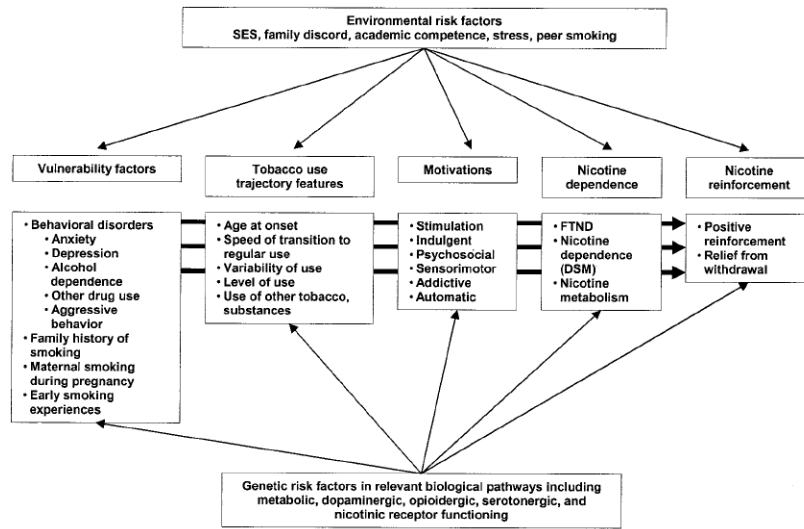 Environmental risk factors
SES, family discord, academic competence, stress, peer smoking
Vulnerability factors
Tobacco use
trajectory features
Motivations
Nicotine
dependence
Nicotine
reinforcement
• Behavioral disorders
• Anxiety
• Depression
• Alcohol
dependence
• Other drug use
• Aggressive
behavior
• Family history of
smoking
• Maternal smoking
during pregnancy
• Early smoking
experiences
• Age at onset
• Speed of transition to
regular use
• Variability of use
• Level of use
• Use of other tobacco,
substances
• Stimulation
• Indulgent
• Psychosocial
• Sensorimotor
• Addictive
• Automatic
• FTND
• Nicotine
dependence
(DSM)
• Nicotine
metabolism
• Positive
reinforcement
• Relief from
withdrawal
Genetic risk factors in relevant biological pathways including
metabolic, dopaminergic, opioidergic, serotonergic, and
nicotinic receptor functioning